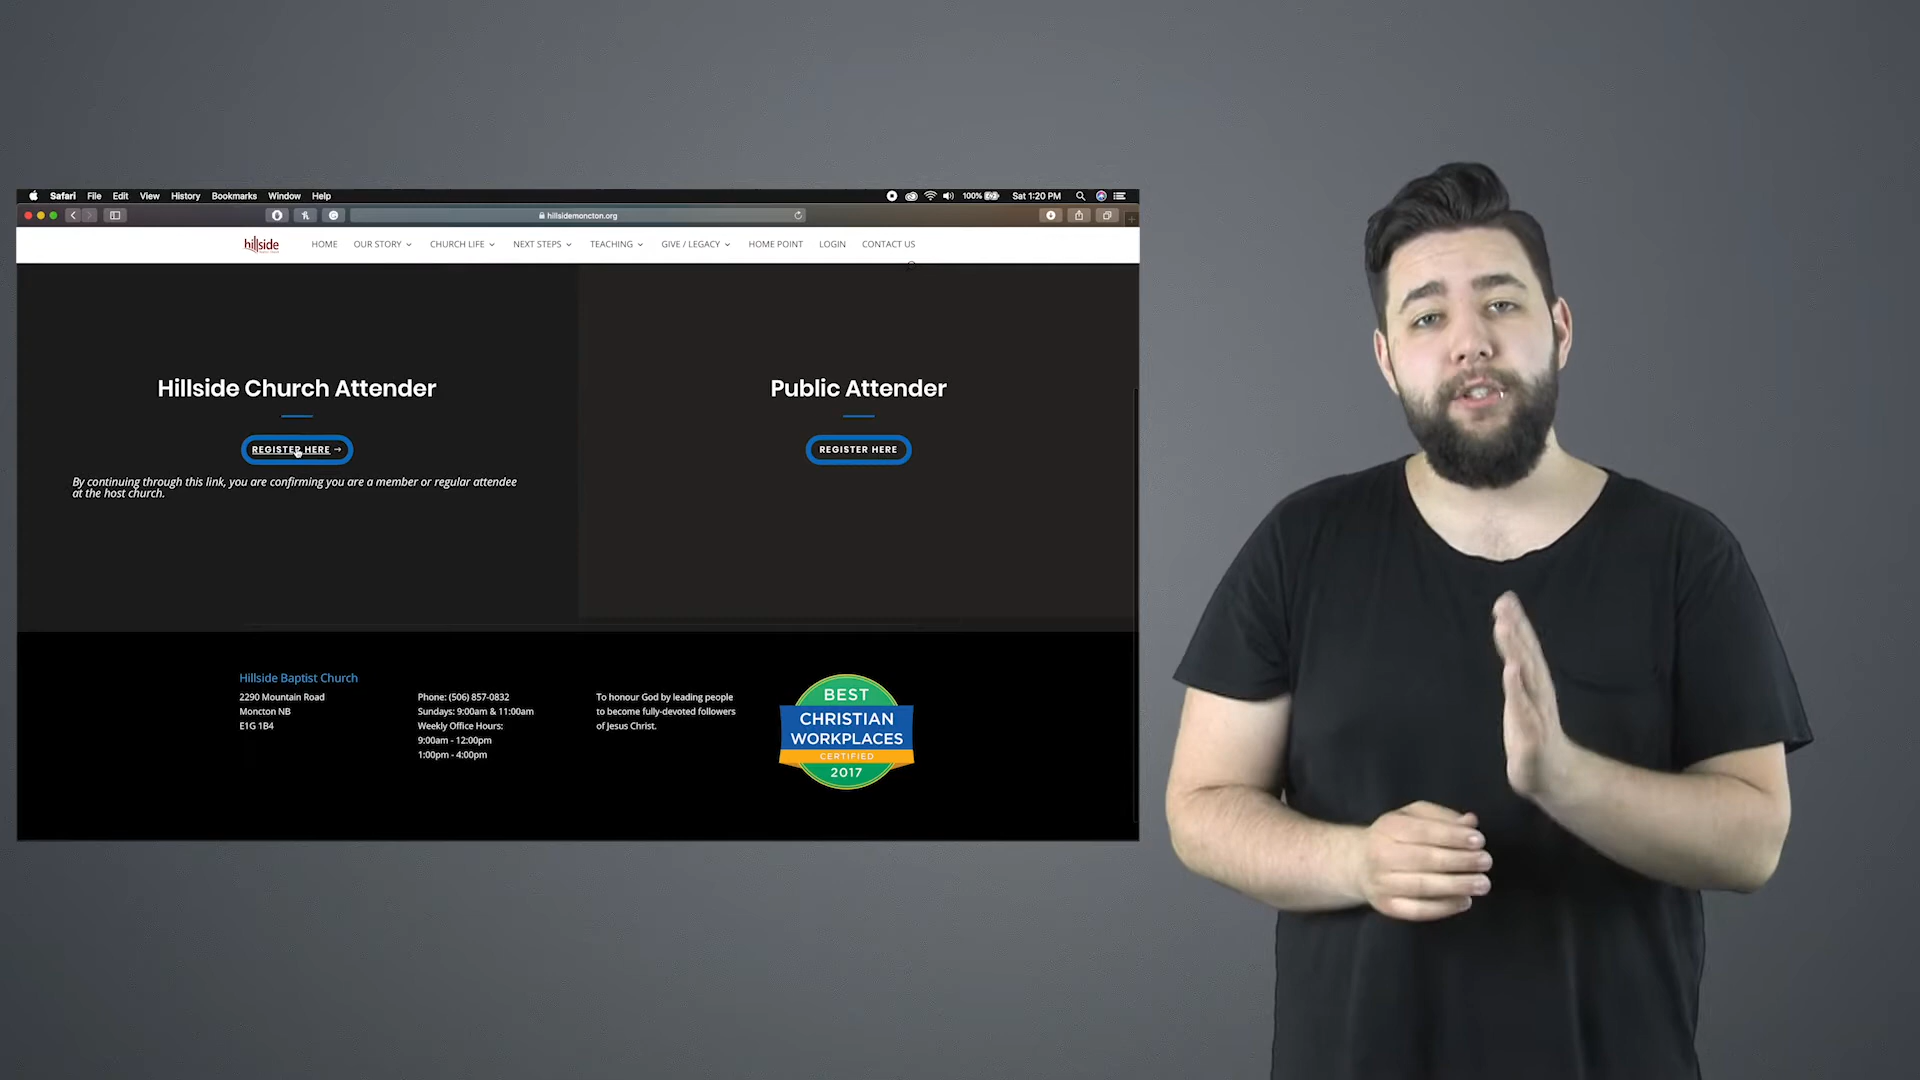 Safari File Edit View History Bookmarks Window Help 100% Sat 1:20 PM
hillsidemoncton.org
hillside HOME OUR STORY CHURCH LIFE NEXT STEPS TEACHING GIVE / LEGACY HOME POINT LOGIN CONTACT US
Hillside Church Attender
REGISTER HERE →
By continuing through this link, you are confirming you are a member or regular attendee
at the host church.
Public Attender
REGISTER HERE
Hillside Baptist Church
2290 Mountain Road
Moncton NB
E1G 1B4
Phone: (506) 857-0832
Sundays: 9:00am & 11:00am
Weekly Office Hours:
9:00am - 12:00pm
1:00pm - 4:00pm
To honour God by leading people
to become fully-devoted followers
of Jesus Christ.
BEST
CHRISTIAN
WORKPLACES
CERTIFIED
2017